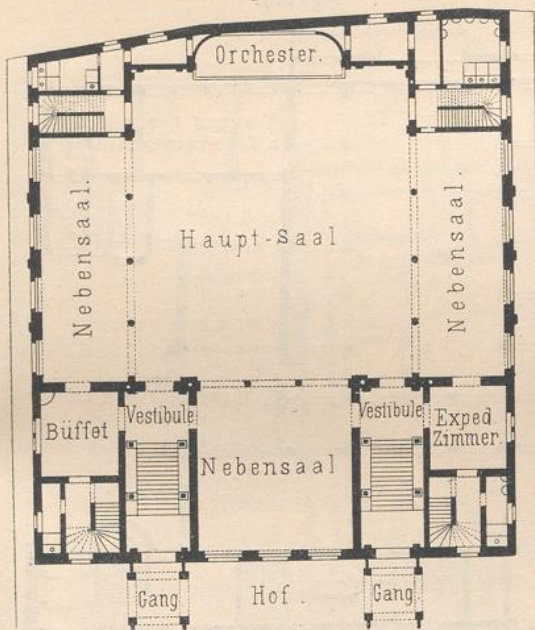 Orchester.
Nebensaal.
Haupt-Saal
Nebensaal.
Büffet
Vestibule
Nebensaal
Vestibule
Exped.
Zimmer.
Gang
Hof.
Gang